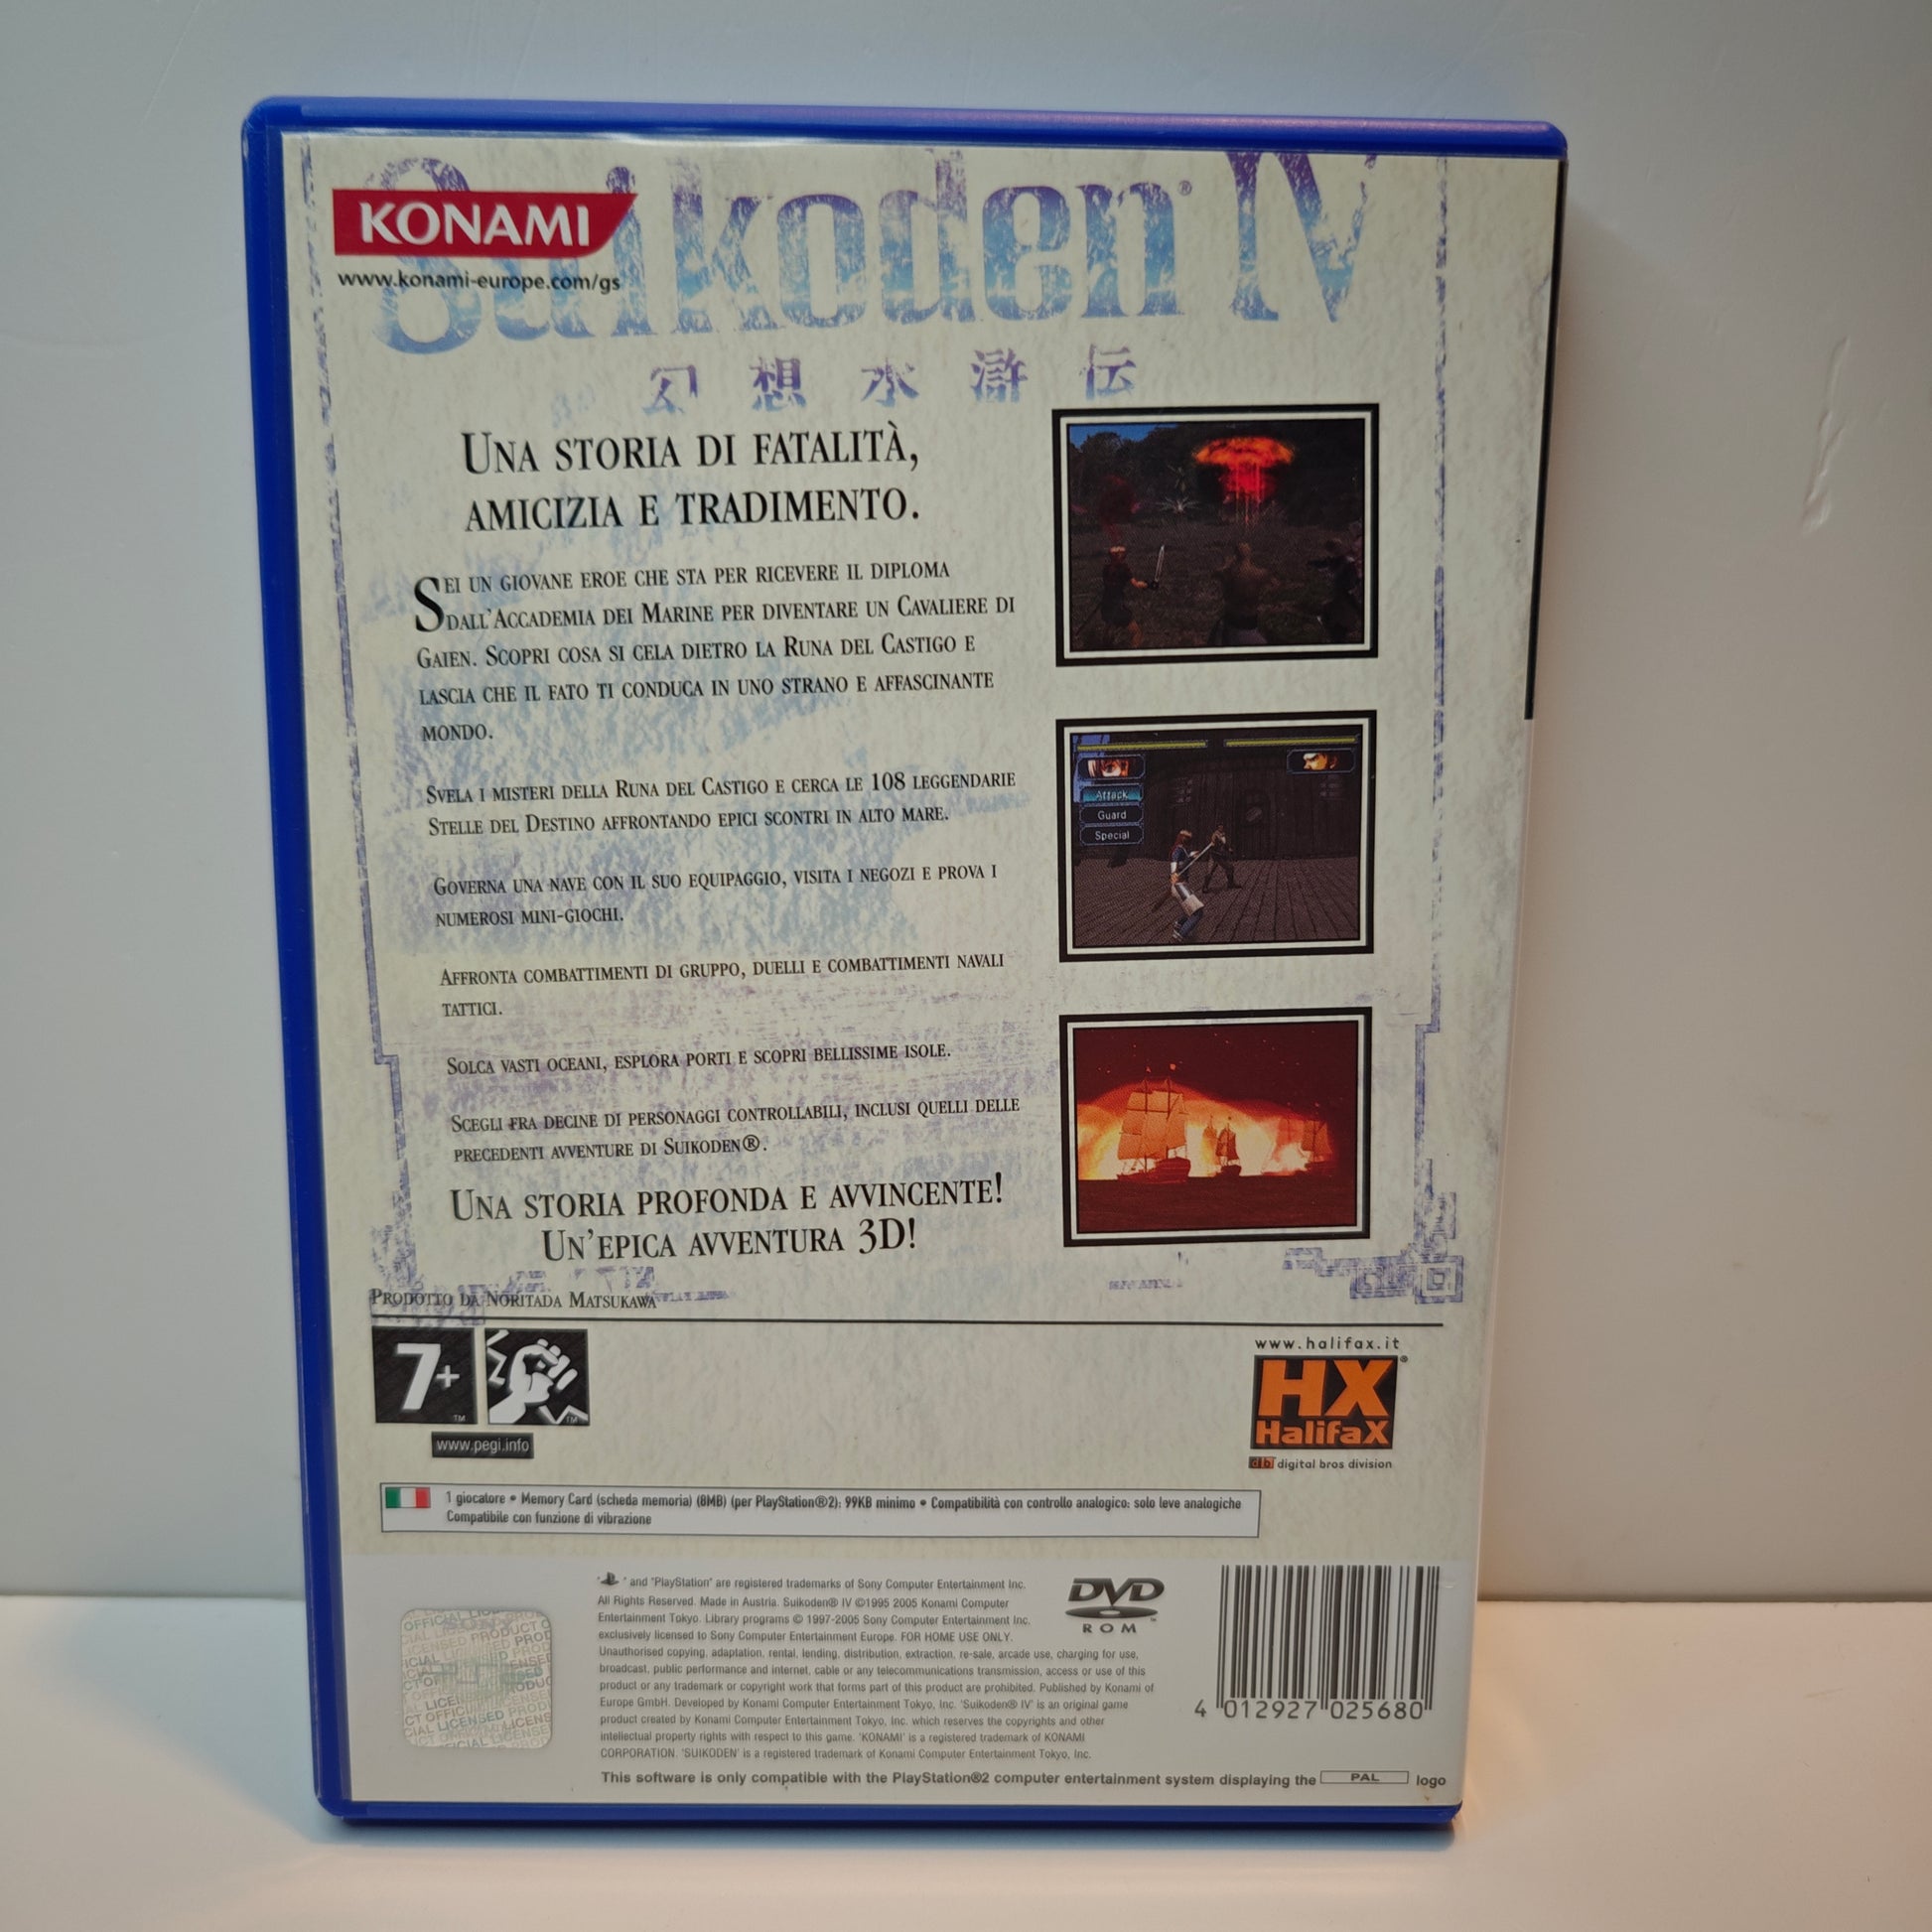 Suikoden® IV
KONAMI
www.konami-europe.com/gs
幻想水滸伝
UNA STORIA DI FATALITÀ,
AMICIZIA E TRADIMENTO.
SEI UN GIOVANE EROE CHE STA PER RICEVERE IL DIPLOMA
DALL'ACCADEMIA DEI MARINE PER DIVENTARE UN CAVALIERE DI
GAIEN. SCOPRI COSA SI CELA DIETRO LA RUNA DEL CASTIGO E
LASCIA CHE IL FATO TI CONDUCA IN UNO STRANO E AFFASCINANTE
MONDO.
SVELA I MISTERI DELLA RUNA DEL CASTIGO E CERCA LE 108 LEGGENDARIE
STELLE DEL DESTINO AFFRONTANDO EPICI SCONTRI IN ALTO MARE.
GOVERNA UNA NAVE CON IL SUO EQUIPAGGIO, VISITA I NEGOZI E PROVA I
NUMEROSI MINI-GIOCHI.
AFFRONTA COMBATTIMENTI DI GRUPPO, DUELLI E COMBATTIMENTI NAVALI
TATTICI.
SOLCA VASTI OCEANI, ESPLORA PORTI E SCOPRI BELLISSIME ISOLE.
SCEGLI FRA DECINE DI PERSONAGGI CONTROLLABILI, INCLUSI QUELLI DELLE
PRECEDENTI AVVENTURE DI SUIKODEN®.
UNA STORIA PROFONDA E AVVINCENTE!
UN'EPICA AVVENTURA 3D!
Attack
Guard
Special
PRODOTTO DA NORITADA MATSUKAWA
7+
www.pegi.info
www.halifax.it
HX
HalifaX
db digital bros division
1 giocatore • Memory Card (scheda memoria) (8MB) (per PlayStation®2): 99KB minimo • Compatibilità con controllo analogico: solo leve analogiche
Compatibile con funzione di vibrazione
" " and "PlayStation" are registered trademarks of Sony Computer Entertainment Inc.
All Rights Reserved. Made in Austria. Suikoden® IV ©1995 2005 Konami Computer
Entertainment Tokyo. Library programs © 1997-2005 Sony Computer Entertainment Inc.
exclusively licensed to Sony Computer Entertainment Europe. FOR HOME USE ONLY.
Unauthorised copying, adaptation, rental, lending, distribution, extraction, re-sale, arcade use, charging for use,
broadcast, public performance and internet, cable or any telecommunications transmission, access or use of this
product or any trademark or copyright work that forms part of this product are prohibited. Published by Konami of
Europe GmbH. Developed by Konami Computer Entertainment Tokyo, Inc. 'Suikoden® IV' is an original game
product created by Konami Computer Entertainment Tokyo, Inc. which reserves the copyrights and other
intellectual property rights with respect to this game. 'KONAMI' is a registered trademark of KONAMI
CORPORATION. 'SUIKODEN' is a registered trademark of Konami Computer Entertainment Tokyo, Inc.
This software is only compatible with the PlayStation®2 computer entertainment system displaying the PAL logo
DVD
ROM
4 012927 025680
OFFICIAL LICENSED PRODUCT